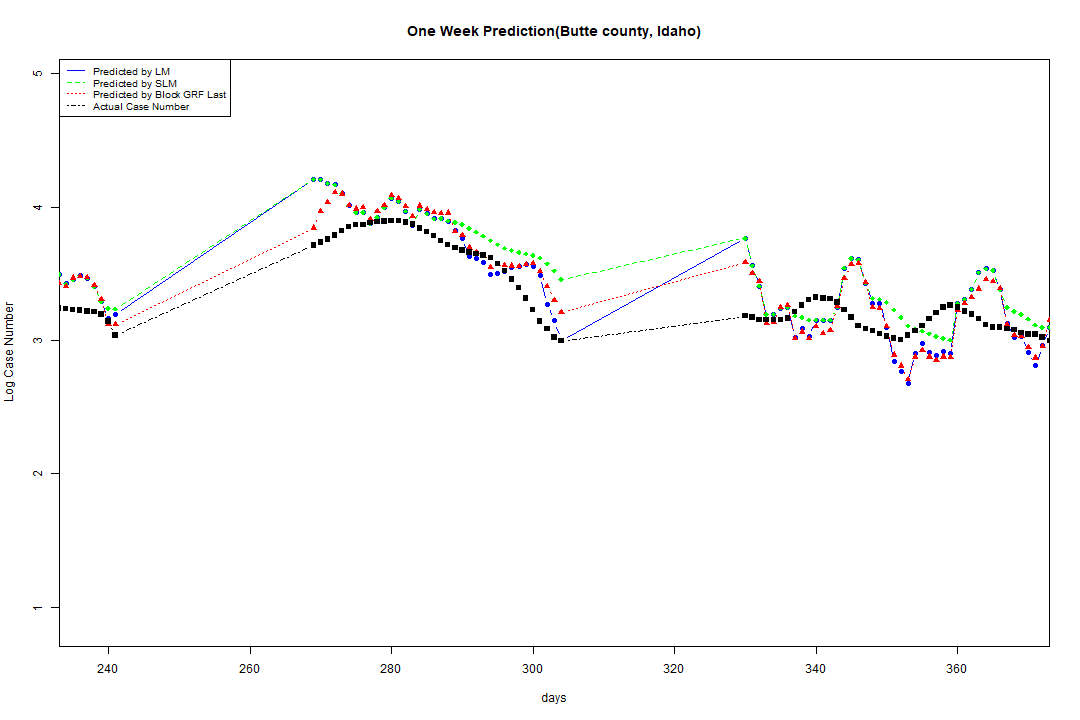 One Week Prediction(Butte county, Idaho)
Predicted by LM
Predicted by SLM
Predicted by Block GRF Last
Actual Case Number
Log Case Number
5
4
3
2
1
240 260 280 300 320 340 360
days